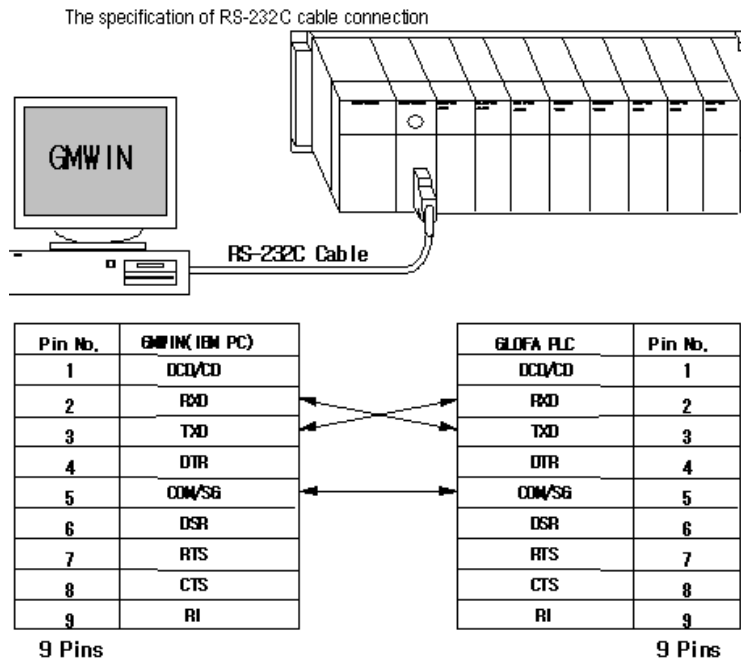 The specification of RS-232C cable connection
GMWIN
RS-232C Cable
Pin No. GMWIN(IBM PC)
1 DCD/CD
2 RXD
3 TXD
4 DTR
5 COM/SG
6 DSR
7 RTS
8 CTS
9 RI
9 Pins
GLOFA PLC Pin No.
DCD/CD 1
RXD 2
TXD 3
DTR 4
COM/SG 5
DSR 6
RTS 7
CTS 8
RI 9
9 Pins